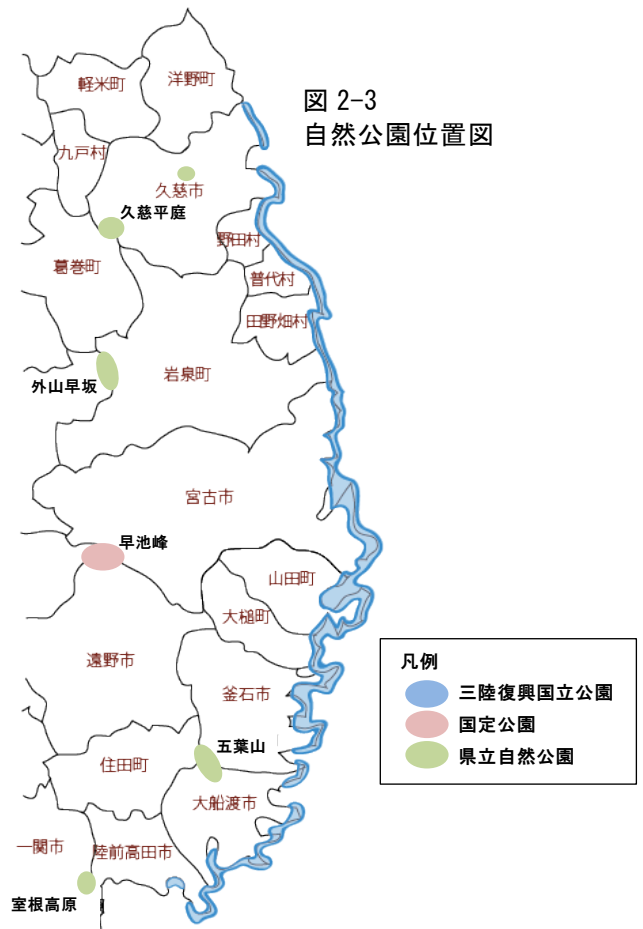 図 2-3
自然公園位置図
軽米町
洋野町
九戸村
久慈市
久慈平庭
野田村
葛巻町
普代村
田野畑村
外山早坂
岩泉町
宮古市
早池峰
山田町
大槌町
遠野市
釜石市
五葉山
住田町
大船渡市
一関市
陸前高田市
室根高原
凡例
三陸復興国立公園
国定公園
県立自然公園